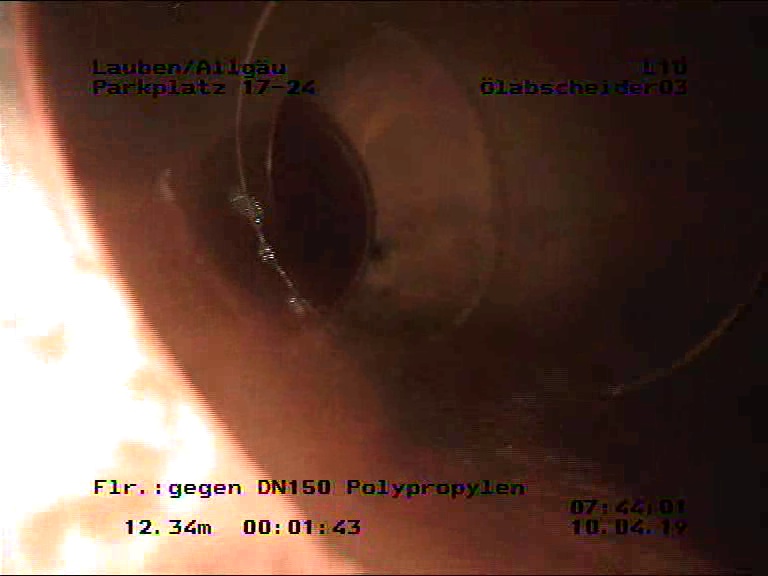 Lauben/Allgäu
L10
Parkplatz 17-24
Ölabscheider03
Flr.:gegen DN150 Polypropylen
07:44:01
12.34m 00:01:43
10.04.19